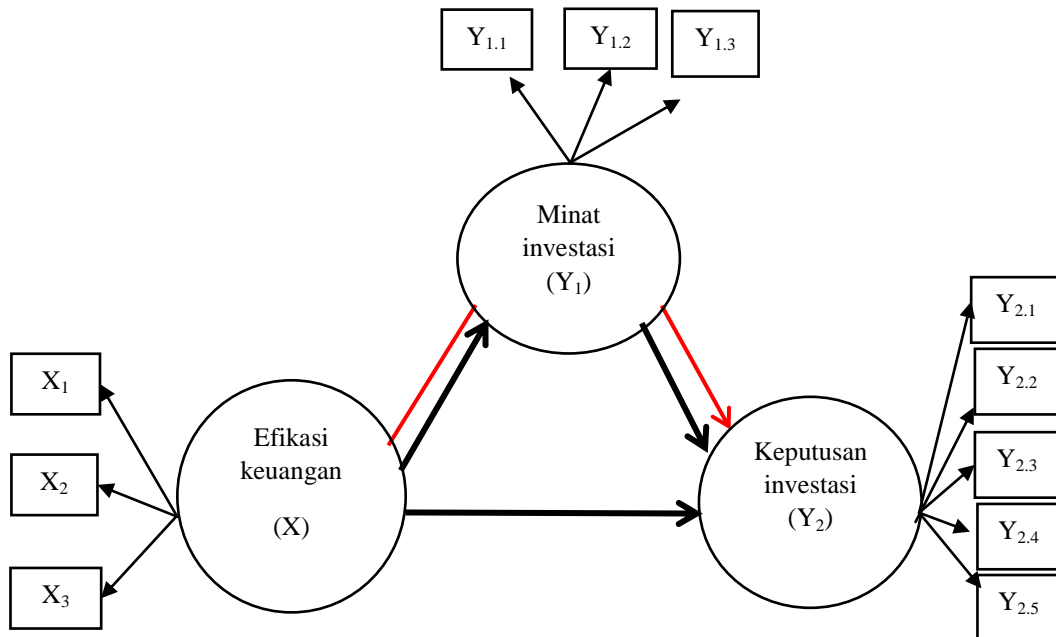 Y1.1
Y1.2
Y1.3
Minat
investasi
(Y1)
Y2.1
Y2.2
Y2.3
Y2.4
Y2.5
X1
X2
X3
Efikasi
keuangan
(X)
Keputusan
investasi
(Y2)